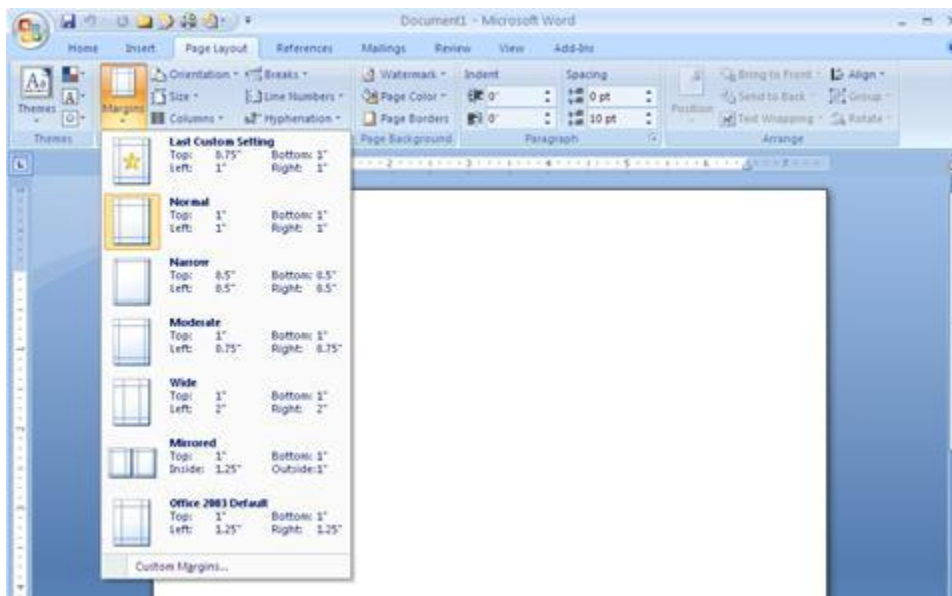 Document1 - Microsoft Word
Home Insert Page Layout References Mailings Review View Add-Ins
Themes
Margins
Orientation
Size
Columns
Breaks
Line Numbers
Hyphenation
Watermark
Page Color
Page Borders
Indent
0"
0"
Spacing
0 pt
10 pt
Position
Bring to Front
Send to Back
Text Wrapping
Align
Group
Rotate
Themes
Page Background
Paragraph
Arrange
Last Custom Setting
Top: 0.75" Bottom: 1"
Left: 1" Right: 1"
Normal
Top: 1" Bottom: 1"
Left: 1" Right: 1"
Narrow
Top: 0.5" Bottom: 0.5"
Left: 0.5" Right: 0.5"
Moderate
Top: 1" Bottom: 1"
Left: 0.75" Right: 0.75"
Wide
Top: 1" Bottom: 1"
Left: 2" Right: 2"
Mirrored
Top: 1" Bottom: 1"
Inside: 1.25" Outside:1"
Office 2003 Default
Top: 1" Bottom: 1"
Left: 1.25" Right: 1.25"
Custom Margins...